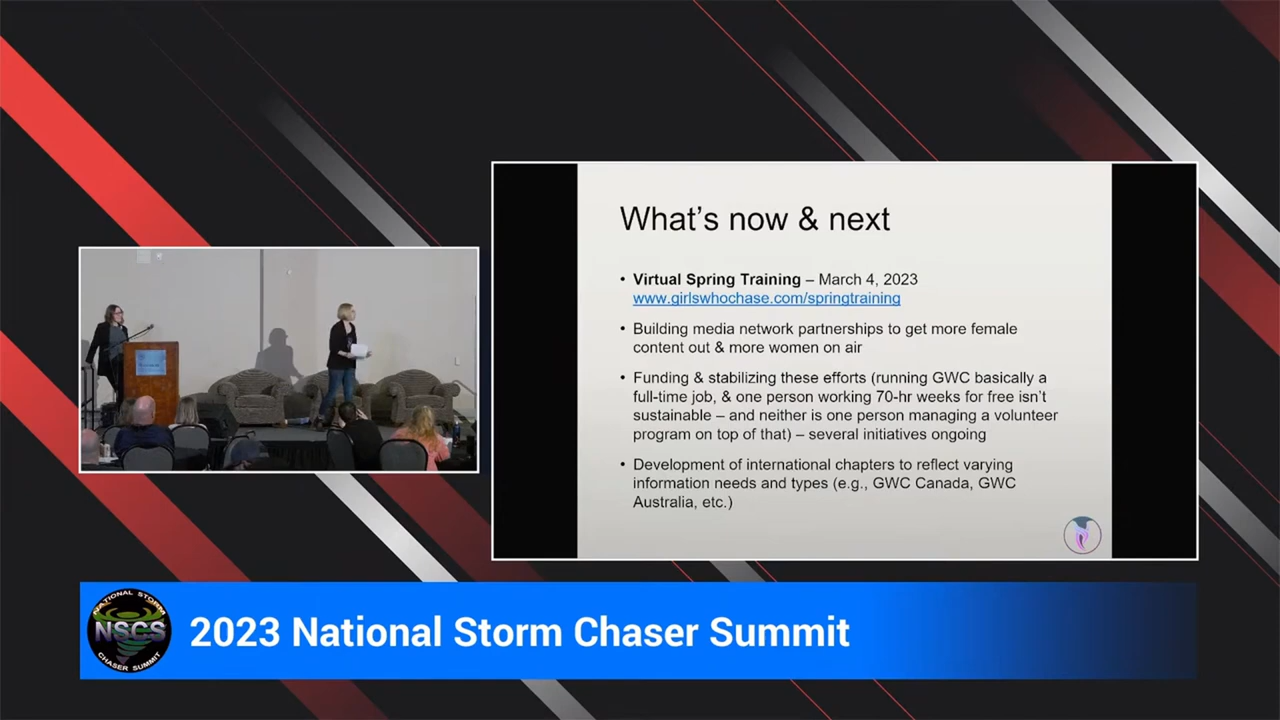 What's now & next
• Virtual Spring Training – March 4, 2023
www.girlswhochase.com/springtraining
• Building media network partnerships to get more female
content out & more women on air
• Funding & stabilizing these efforts (running GWC basically a
full-time job, & one person working 70-hr weeks for free isn't
sustainable – and neither is one person managing a volunteer
program on top of that) – several initiatives ongoing
• Development of international chapters to reflect varying
information needs and types (e.g., GWC Canada, GWC
Australia, etc.)
NATIONAL STORM
NSCS
CHASER SUMMIT
2023 National Storm Chaser Summit